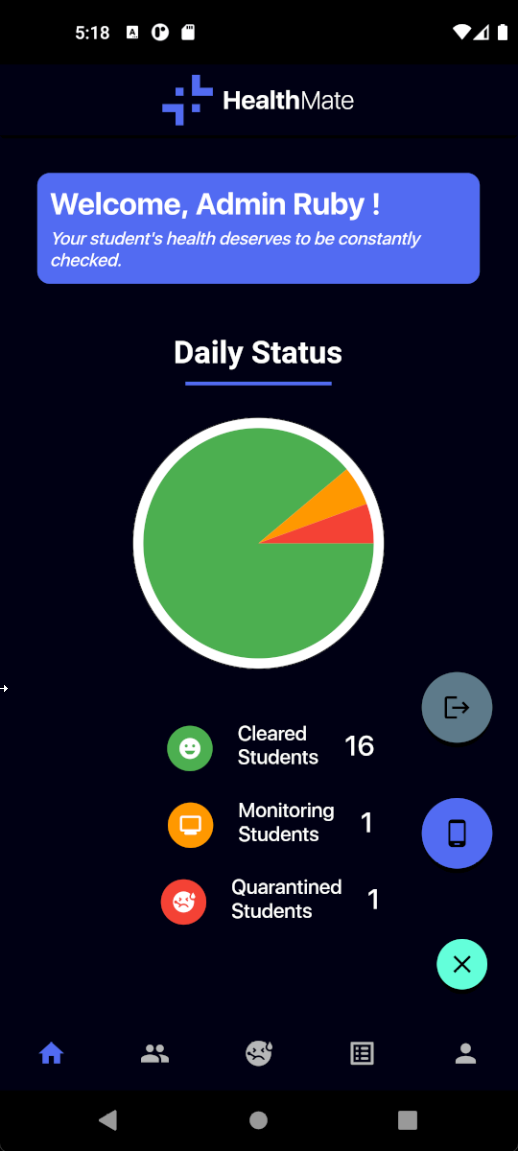 5:18
HealthMate
Welcome, Admin Ruby !
Your student's health deserves to be constantly
checked.
Daily Status
Cleared
Students
16
Monitoring
Students
1
Quarantined
Students
1